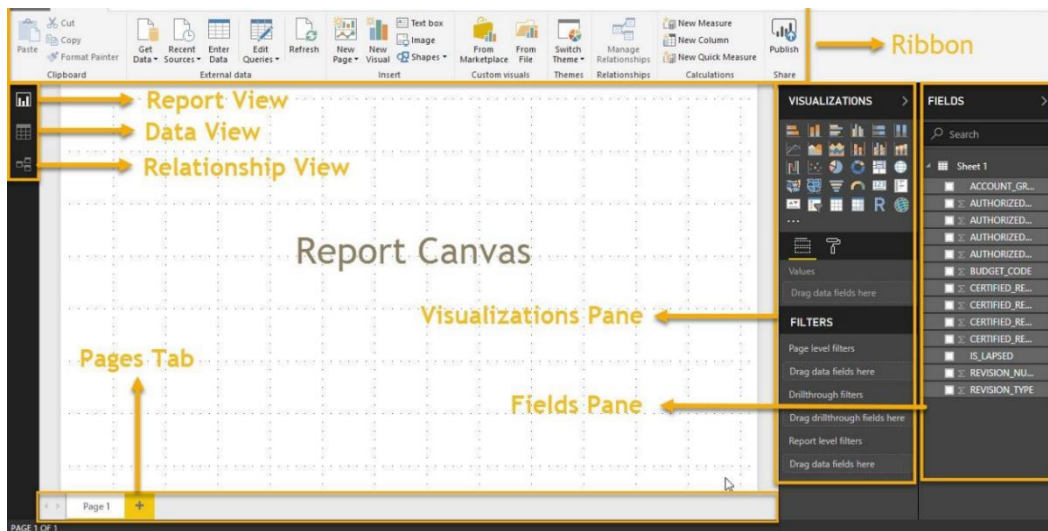 Paste
Cut
Copy
Format Painter
Clipboard
Get Data
Recent Sources
Enter Data
Edit Queries
External data
Refresh
New Page
New Visual
Text box
Image
Shapes
Insert
From Marketplace
From File
Custom visuals
Switch Theme
Themes
Manage Relationships
Relationships
New Measure
New Column
New Quick Measure
Calculations
Publish
Share
Ribbon
Report View
Data View
Relationship View
Report Canvas
Visualizations Pane
Pages Tab
Fields Pane
VISUALIZATIONS
R
Values
Drag data fields here
FILTERS
Page level filters
Drag data fields here
Drillthrough filters
Drag drillthrough fields here
Report level filters
Drag data fields here
FIELDS
Search
Sheet 1
ACCOUNT_GR...
Σ AUTHORIZED...
Σ AUTHORIZED...
Σ AUTHORIZED...
Σ AUTHORIZED...
Σ BUDGET_CODE
Σ CERTIFIED_RE...
Σ CERTIFIED_RE...
Σ CERTIFIED_RE...
Σ CERTIFIED_RE...
IS_LAPSED
Σ REVISION_NU...
Σ REVISION_TYPE
Page 1
PAGE 1 OF 1